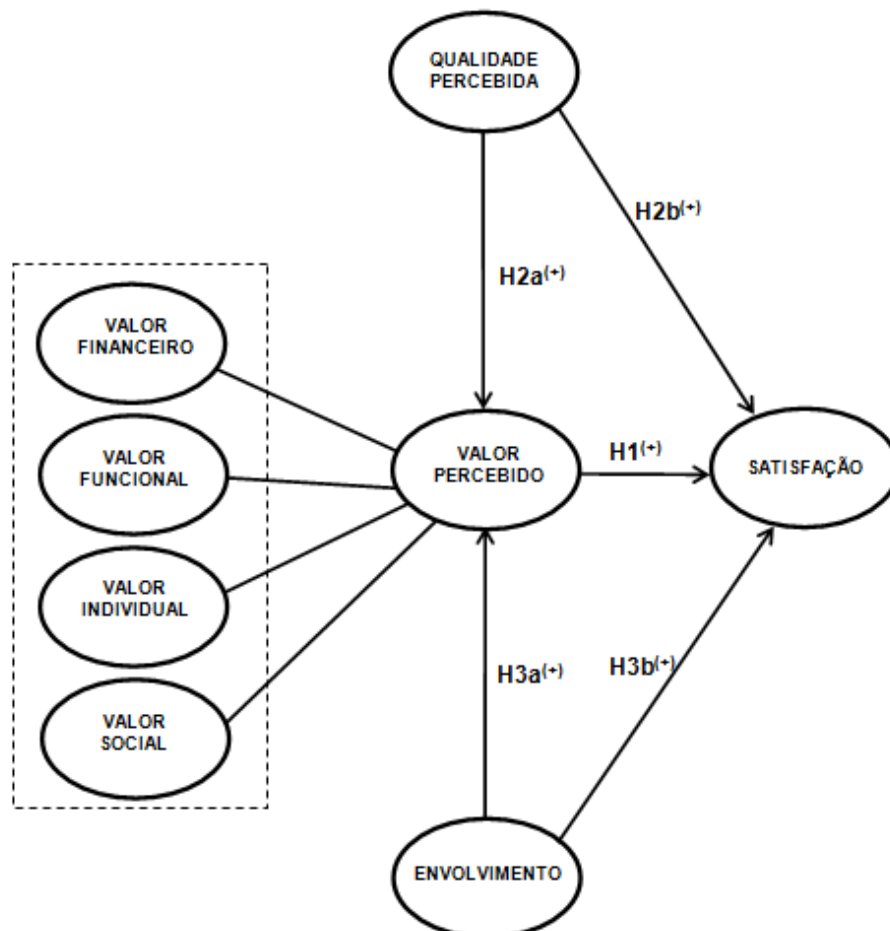 QUALIDADE
PERCEBIDA
H2b(+)
H2a(+)
VALOR
FINANCEIRO
VALOR
FUNCIONAL
VALOR
PERCEBIDO
H1(+)
SATISFAÇÃO
VALOR
INDIVIDUAL
H3a(+)
H3b(+)
VALOR
SOCIAL
ENVOLVIMENTO